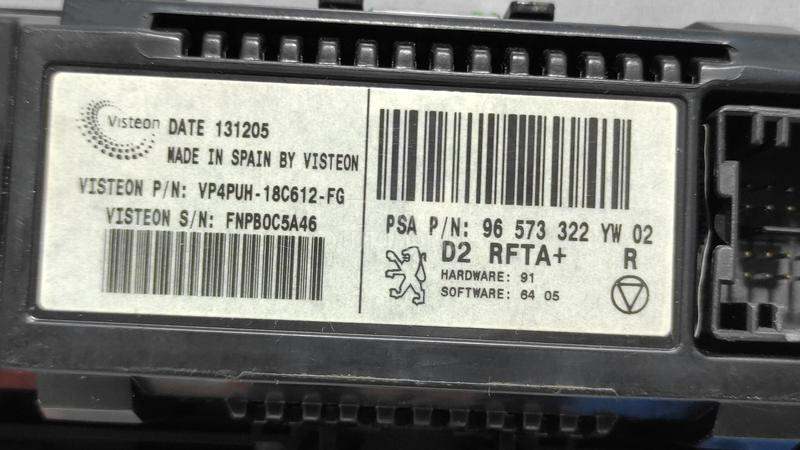 Visteon
DATE 131205
MADE IN SPAIN BY VISTEON
VISTEON P/N: VP4PUH-18C612-FG
VISTEON S/N: FNPB0C5A46
PSA P/N: 96 573 322 YW 02
D2 RFTA+ R
HARDWARE: 91
SOFTWARE: 64 05